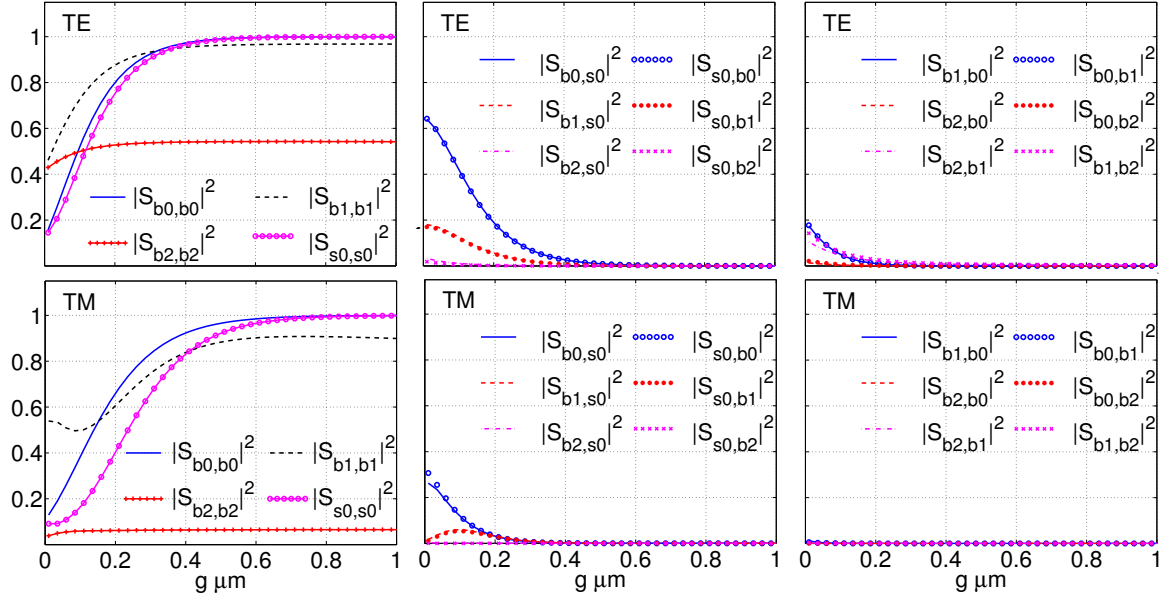 TE
1
0.8
0.6
0.4
0.2
|S_{b0,b0}|^2 |S_{b1,b1}|^2
|S_{b2,b2}|^2 |S_{s0,s0}|^2
|S_{b0,s0}|^2 |S_{s0,b0}|^2
|S_{b1,s0}|^2 |S_{s0,b1}|^2
|S_{b2,s0}|^2 |S_{s0,b2}|^2
|S_{b1,b0}|^2 |S_{b0,b1}|^2
|S_{b2,b0}|^2 |S_{b0,b2}|^2
|S_{b2,b1}|^2 |S_{b1,b2}|^2
TE
TE
TM
1
0.8
0.6
0.4
0.2
|S_{b0,b0}|^2 |S_{b1,b1}|^2
|S_{b2,b2}|^2 |S_{s0,s0}|^2
0 0.2 0.4 0.6 0.8 1
g μm
TM
|S_{b0,s0}|^2 |S_{s0,b0}|^2
|S_{b1,s0}|^2 |S_{s0,b1}|^2
|S_{b2,s0}|^2 |S_{s0,b2}|^2
0 0.2 0.4 0.6 0.8 1
g μm
TM
|S_{b1,b0}|^2 |S_{b0,b1}|^2
|S_{b2,b0}|^2 |S_{b0,b2}|^2
|S_{b2,b1}|^2 |S_{b1,b2}|^2
0 0.2 0.4 0.6 0.8 1
g μm